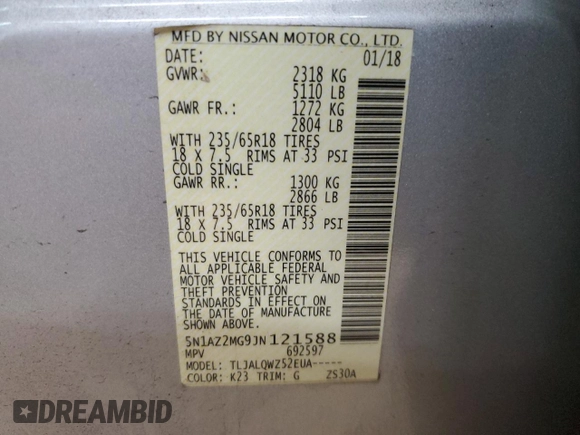 MFD BY NISSAN MOTOR CO., LTD.
DATE: 01/18
GVWR: 2318 KG
5110 LB
GAWR FR.: 1272 KG
2804 LB
WITH 235/65R18 TIRES
18 X 7.5 RIMS AT 33 PSI
COLD SINGLE
GAWR RR.: 1300 KG
2866 LB
WITH 235/65R18 TIRES
18 X 7.5 RIMS AT 33 PSI
COLD SINGLE
THIS VEHICLE CONFORMS TO
ALL APPLICABLE FEDERAL
MOTOR VEHICLE SAFETY AND
THEFT PREVENTION
STANDARDS IN EFFECT ON
THE DATE OF MANUFACTURE
SHOWN ABOVE.
5N1AZ2MG9JN121588
MPV 692597
MODEL: TLJALQWZ52EUA-----
COLOR: K23 TRIM: G ZS30A
DREAMBID